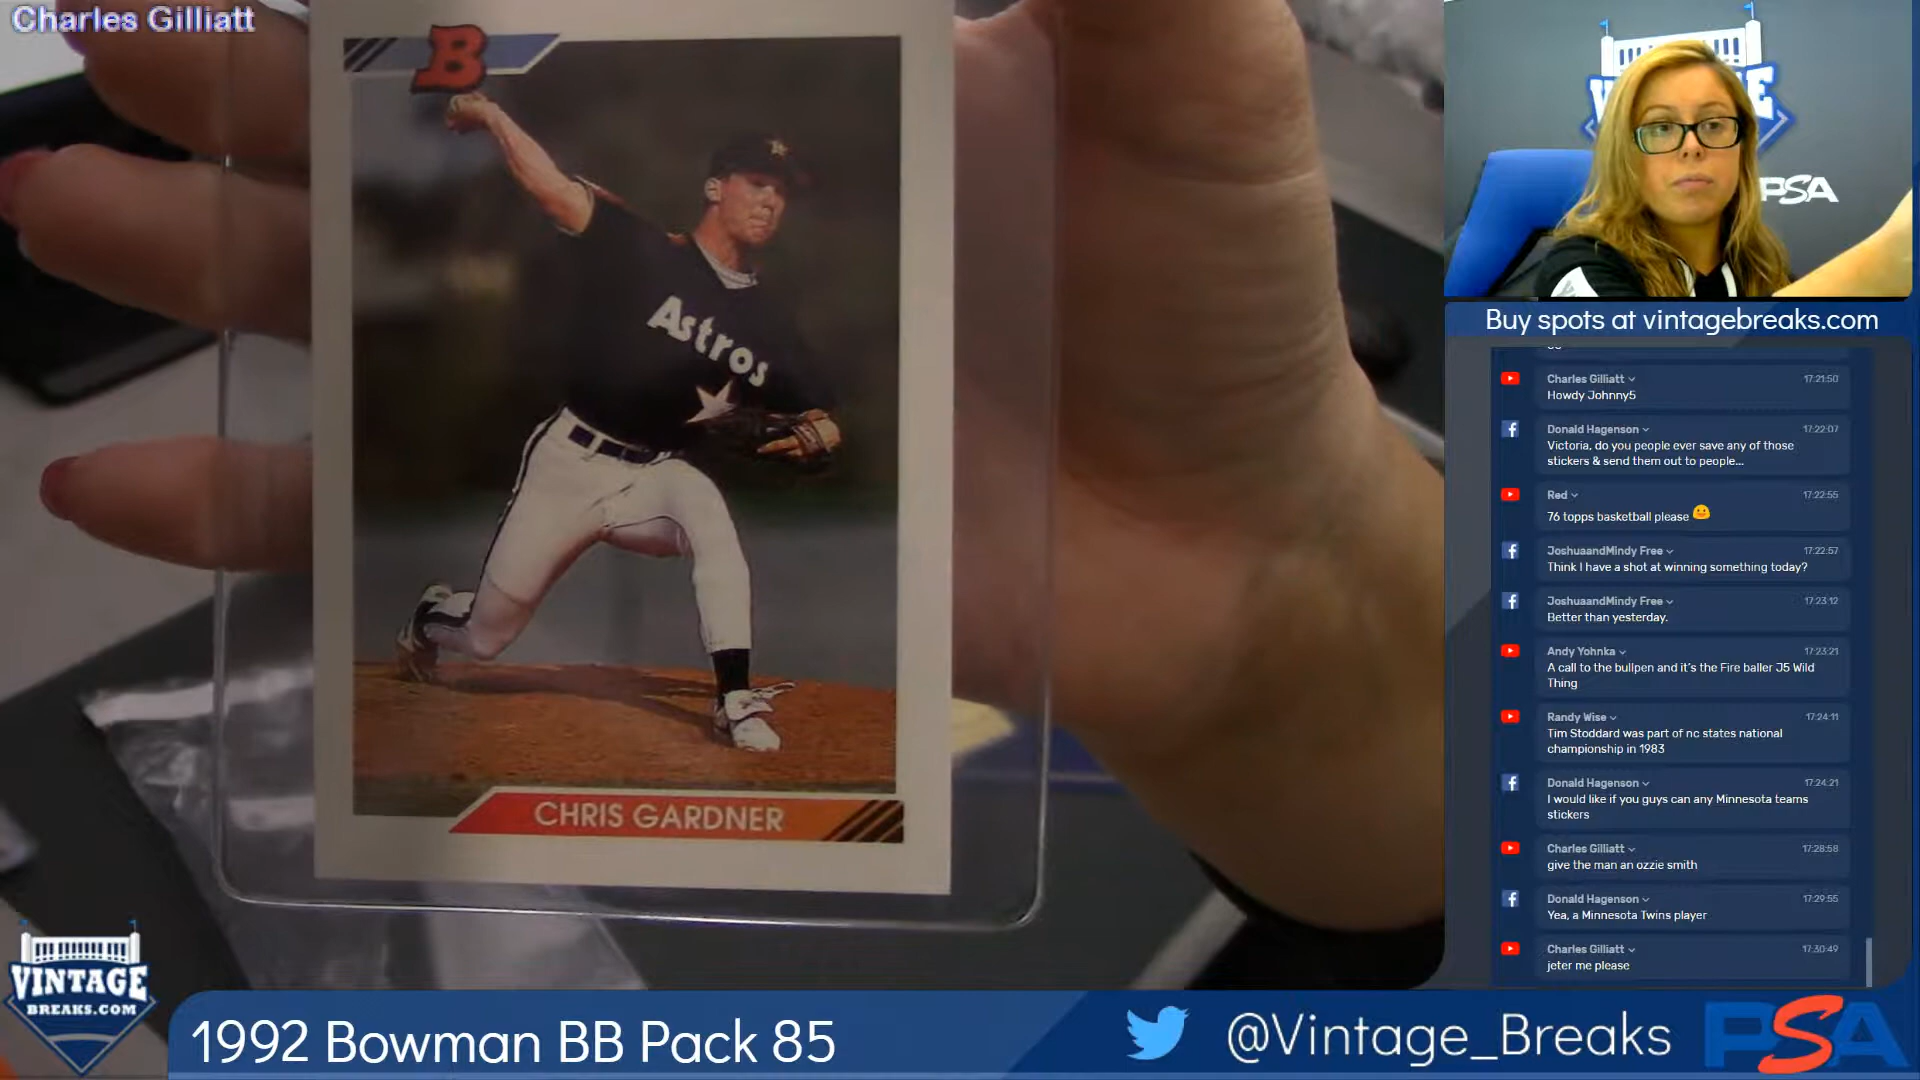 Charles Gilliatt
B
Astros
CHRIS GARDNER
VINTAGE
BREAKS.COM
1992 Bowman BB Pack 85
@Vintage_Breaks
PSA
PSA
Buy spots at vintagebreaks.com
Charles Gilliatt 17:21:50
Howdy Johnny5
Donald Hagenson 17:22:07
Victoria, do you people ever save any of those
stickers & send them out to people...
Red 17:22:55
76 topps basketball please
JoshuaandMindy Free 17:22:57
Think I have a shot at winning something today?
JoshuaandMindy Free 17:23:12
Better than yesterday.
Andy Yohnka 17:23:21
A call to the bullpen and it's the Fire baller J5 Wild
Thing
Randy Wise 17:24:11
Tim Stoddard was part of nc states national
championship in 1983
Donald Hagenson 17:24:21
I would like if you guys can any Minnesota teams
stickers
Charles Gilliatt 17:28:58
give the man an ozzie smith
Donald Hagenson 17:29:55
Yea, a Minnesota Twins player
Charles Gilliatt 17:30:49
jeter me please